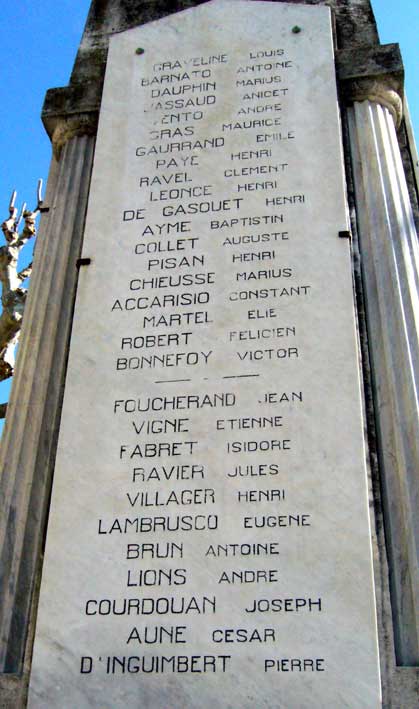 GRAVELINE LOUIS
BARNATO ANTOINE
DAUPHIN MARIUS
JASSAUD ANICET
VENTO ANDRE
GRAS MAURICE
GAURRAND EMILE
PAYE HENRI
RAVEL CLEMENT
LEONCE HENRI
DE GASQUET HENRI
AYME BAPTISTIN
COLLET AUGUSTE
PISAN HENRI
CHIEUSSE MARIUS
ACCARISIO CONSTANT
MARTEL ELIE
ROBERT FELICIEN
BONNEFOY VICTOR
FOUCHERAND JEAN
VIGNE ETIENNE
FABRET ISIDORE
RAVIER JULES
VILLAGER HENRI
LAMBRUSCO EUGENE
BRUN ANTOINE
LIONS ANDRE
COURDOUAN JOSEPH
AUNE CESAR
D'INGUIMBERT PIERRE